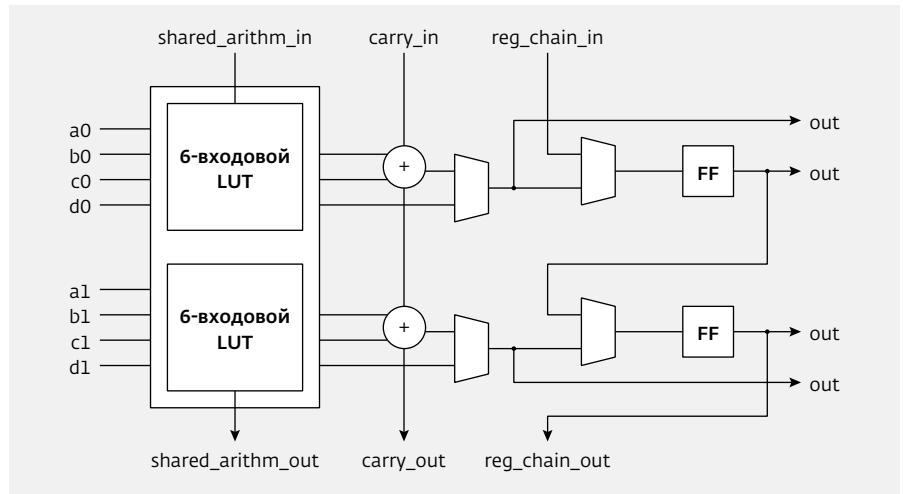 shared_arithm_in carry_in reg_chain_in
a0
b0
c0
d0
6-входовой
LUT
+
FF
out
out
a1
b1
c1
d1
6-входовой
LUT
+
FF
out
out
shared_arithm_out carry_out reg_chain_out